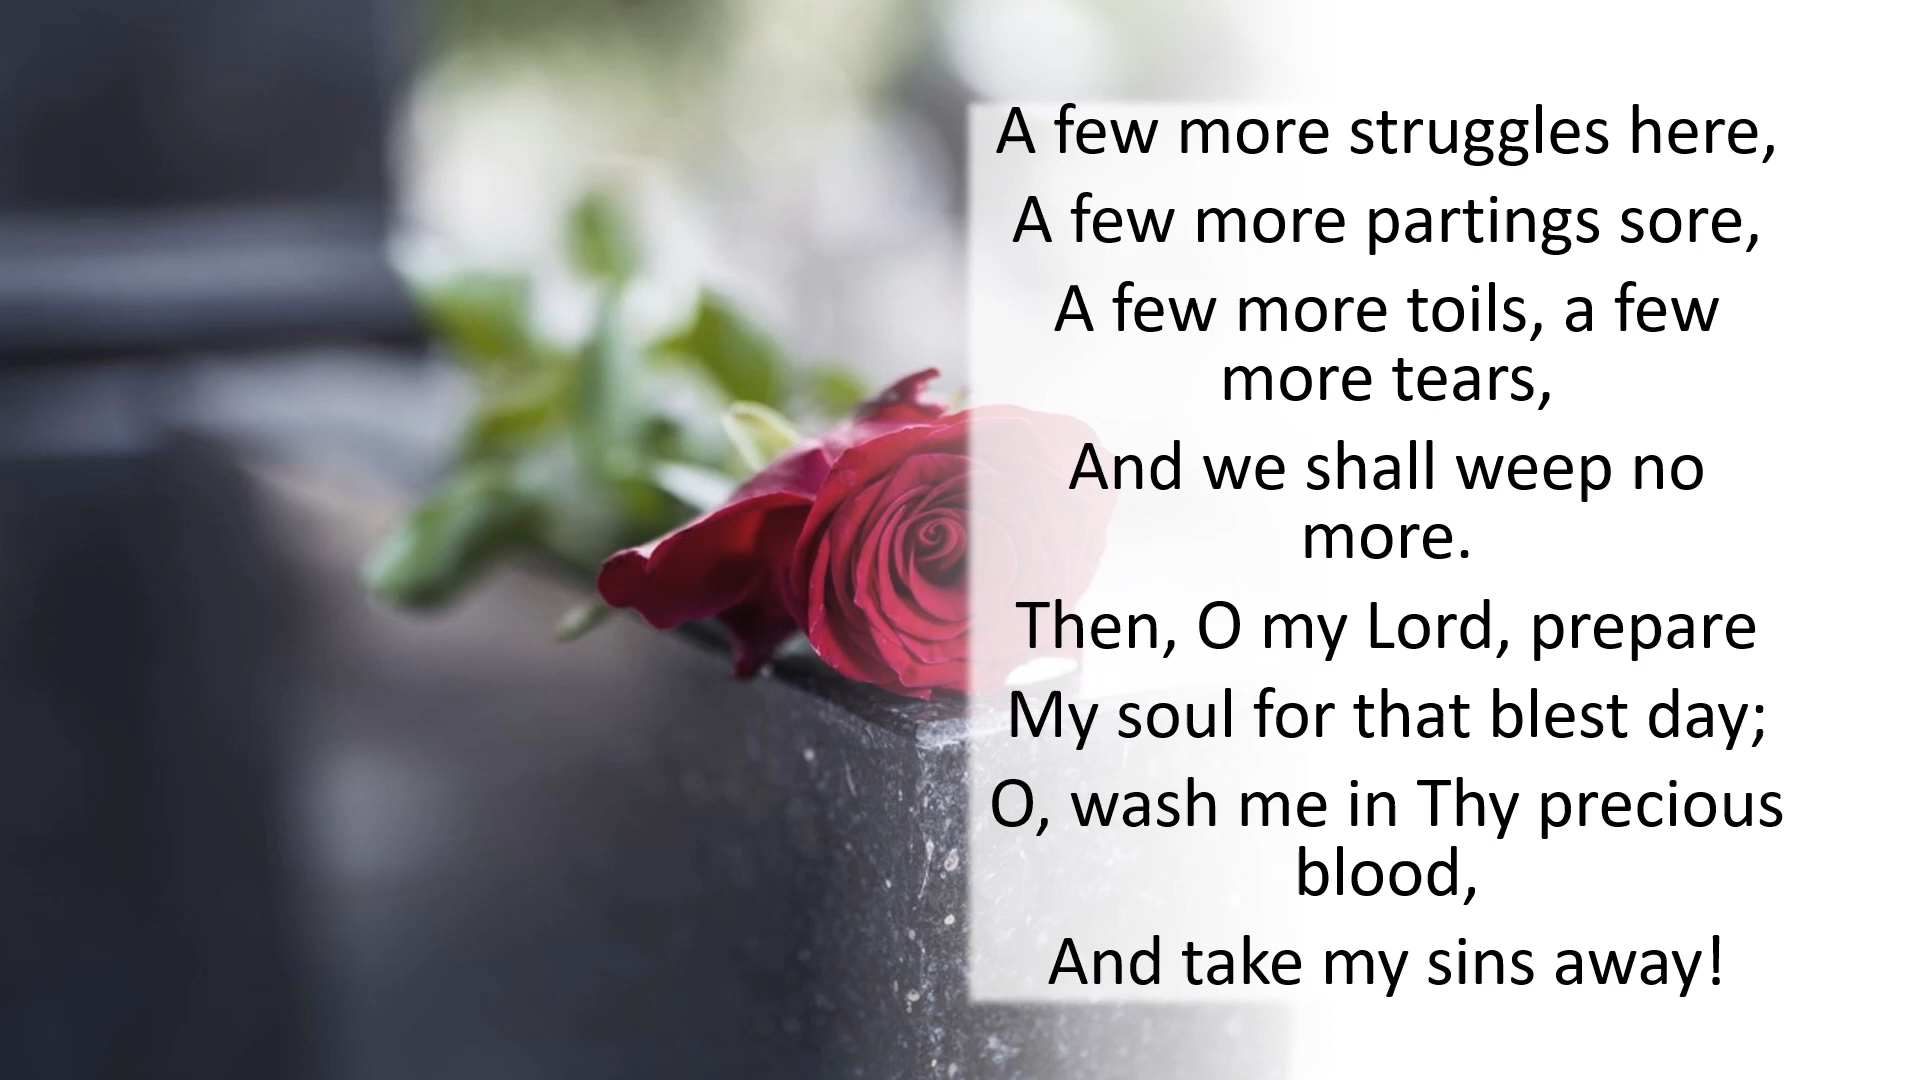 A few more struggles here,
A few more partings sore,
A few more toils, a few
more tears,
And we shall weep no
more.
Then, O my Lord, prepare
My soul for that blest day;
O, wash me in Thy precious
blood,
And take my sins away!